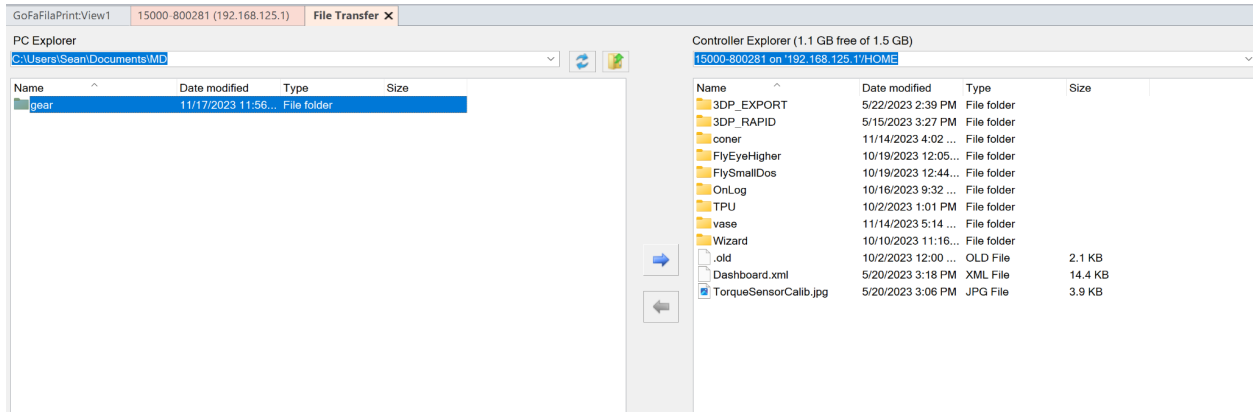 GoFaFilaPrint:View1 15000-800281 (192.168.125.1) File Transfer X
PC Explorer
C:\Users\Sean\Documents\MD
Name Date modified Type Size
gear 11/17/2023 11:56... File folder
Controller Explorer (1.1 GB free of 1.5 GB)
15000-800281 on '192.168.125.1'/HOME
Name Date modified Type Size
3DP_EXPORT 5/22/2023 2:39 PM File folder
3DP_RAPID 5/15/2023 3:27 PM File folder
coner 11/14/2023 4:02 ... File folder
FlyEyeHigher 10/19/2023 12:05... File folder
FlySmallDos 10/19/2023 12:44... File folder
OnLog 10/16/2023 9:32 ... File folder
TPU 10/2/2023 1:01 PM File folder
vase 11/14/2023 5:14 ... File folder
Wizard 10/10/2023 11:16... File folder
.old 10/2/2023 12:00 ... OLD File 2.1 KB
Dashboard.xml 5/20/2023 3:18 PM XML File 14.4 KB
TorqueSensorCalib.jpg 5/20/2023 3:06 PM JPG File 3.9 KB